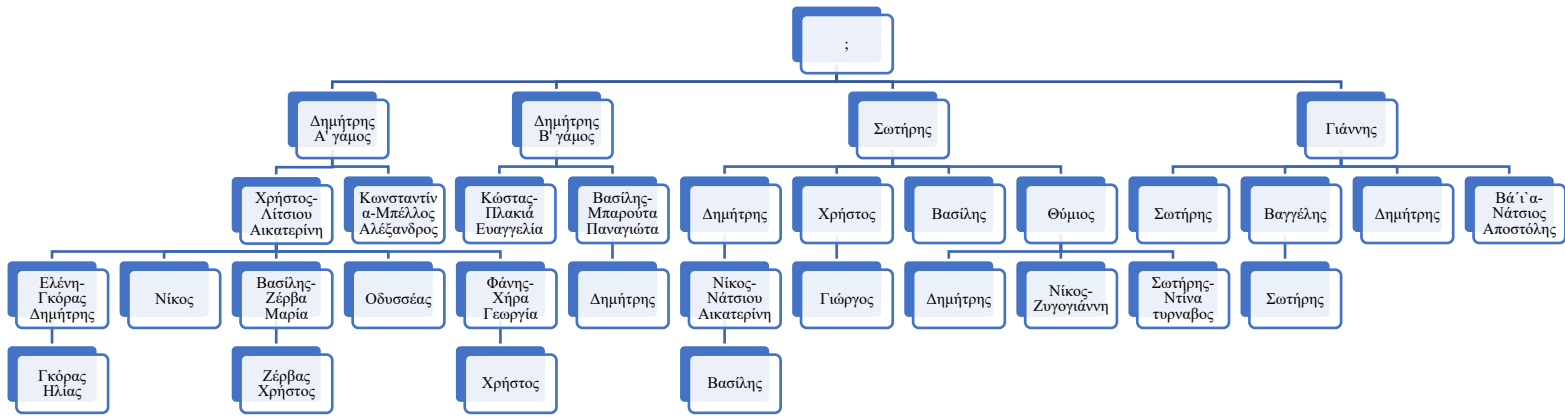 ;
Δημήτρης
Α' γάμος
Δημήτρης
Β' γάμος
Σωτήρης
Γιάννης
Χρήστος-
Λίτσιου
Αικατερίνη
Κωνσταντίν
α-Μπέλλος
Αλέξανδρος
Κώστας-
Πλακιά
Ευαγγελία
Βασίλης-
Μπαρούτα
Παναγιώτα
Δημήτρης
Χρήστος
Βασίλης
Θύμιος
Σωτήρης
Βαγγέλης
Δημήτρης
Βά΄ι΄α-
Νάτσιος
Αποστόλης
Ελένη-
Γκόρας
Δημήτρης
Νίκος
Βασίλης-
Ζέρβα
Μαρία
Οδυσσέας
Φάνης-
Χήρα
Γεωργία
Δημήτρης
Νίκος-
Νάτσιου
Αικατερίνη
Γιώργος
Δημήτρης
Νίκος-
Ζυγογιάννη
Σωτήρης-
Ντίνα
τυρναβος
Σωτήρης
Γκόρας
Ηλίας
Ζέρβας
Χρήστος
Χρήστος
Βασίλης